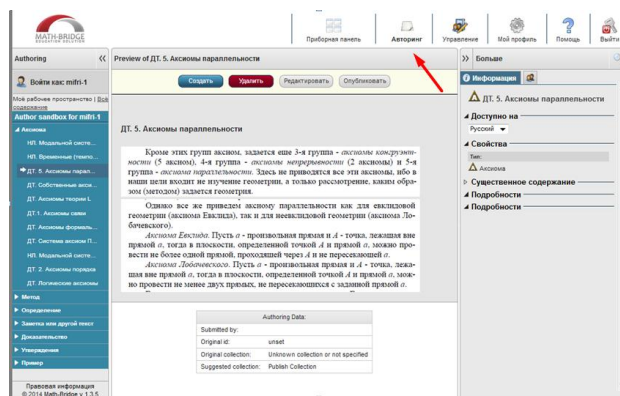 MATH-BRIDGE
EUROPEAN REMEDIAL
Приборная панель
Авторинг
Управление
Мой профиль
Помощь
Выйти
Authoring
Preview of ДТ. 5. Аксиомы параллельности
Больше
Войти как: mifri-1
Моё рабочее пространство | Всё содержание
Author sandbox for mifri-1
Аксиома
НЛ. Модальной систе...
НЛ. Временные (темпо...
ДТ. 5. Аксиомы парал...
ДТ. Собственные акси...
ДТ. Аксиомы теории L
ДТ 1. Аксиомы связи
ДТ. Аксиомы формаль...
ДТ. Система аксиом П...
НЛ. Модальной систе...
ДТ. 2. Аксиомы порядка
ДТ. Логические аксиомы
Метод
Определение
Заметка или другой текст
Доказательство
Утверждения
Пример
Правовая информация
© 2014 Math-Bridge v 1.3.5
Создать
Удалить
Редактировать
Опубликовать
ДТ. 5. Аксиомы параллельности
Кроме этих групп аксиом, задается еще 3-я группа - аксиомы конгруэнт-
ности (5 аксиом), 4-я группа - аксиомы непрерывности (2 аксиомы) и 5-я
группа - аксиома параллельности. Здесь не приводятся все эти аксиомы, ибо в
наши цели входит не изучение геометрии, а только рассмотрение, каким обра-
зом (методом) задается геометрия.
Однако все же приведем аксиому параллельности как для евклидовой
геометрии (аксиома Евклида), так и для неевклидовой геометрии (аксиома Ло-
бачевского).
Аксиома Евклида. Пусть a - произвольная прямая и A - точка, лежащая вне
прямой a, тогда в плоскости, определенной точкой A и прямой a, можно про-
вести не более одной прямой, проходящей через A и не пересекающей a.
Аксиома Лобачевского. Пусть a - произвольная прямая и A - точка, лежа-
щая вне прямой a, тогда в плоскости, определенной точкой A и прямой a, мож-
но провести не менее двух прямых, не пересекающихся с заданной прямой a.
Authoring Data:
Submitted by:
Original id: unset
Original collection: Unknown collection or not specified
Suggested collection: Publish Collection
Информация
ДТ. 5. Аксиомы параллельности
Доступно на
Русский
Свойства
Тип:
Аксиома
Существенное содержание
Подробности
Подробности